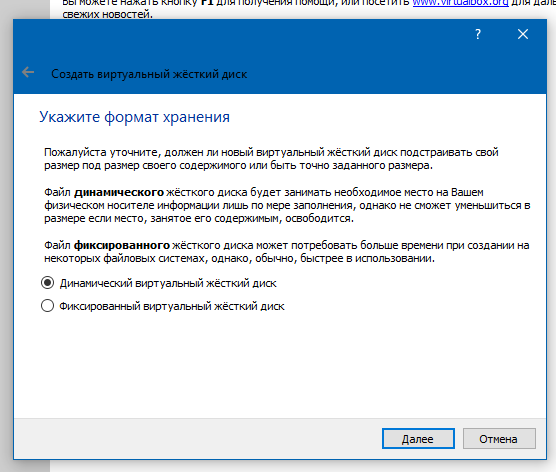 Вы можете нажать кнопку F1 для получения помощи, или посетить www.virtualbox.org для
свежих новостей.
?
Создать виртуальный жёсткий диск
Укажите формат хранения
Пожалуйста уточните, должен ли новый виртуальный жёсткий диск подстраивать свой
размер под размер своего содержимого или быть точно заданного размера.
Файл динамического жёсткого диска будет занимать необходимое место на Вашем
физическом носителе информации лишь по мере заполнения, однако не сможет уменьшиться в
размере если место, занятое его содержимым, освободится.
Файл фиксированного жёсткого диска может потребовать больше времени при создании на
некоторых файловых системах, однако, обычно, быстрее в использовании.
Динамический виртуальный жёсткий диск
Фиксированный виртуальный жёсткий диск
Далее
Отмена